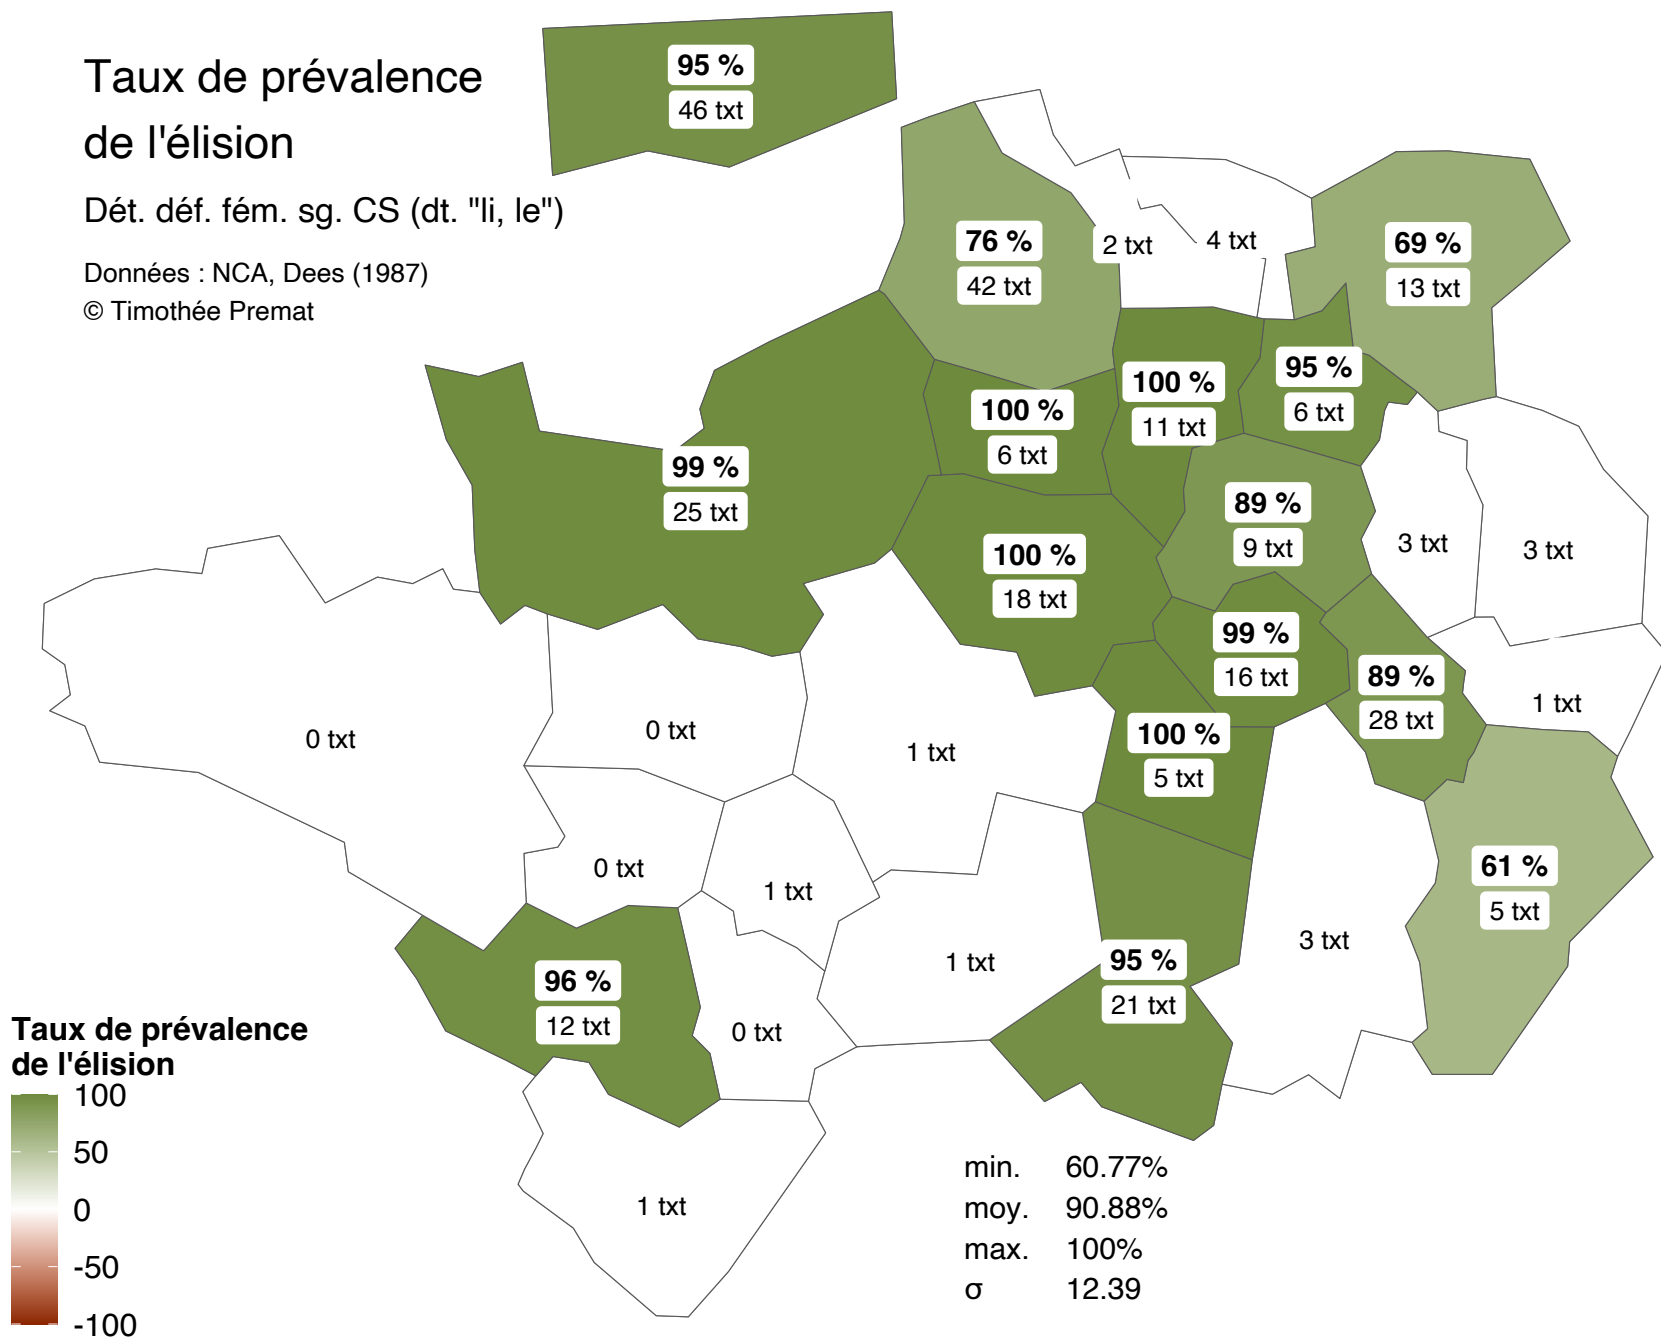 Taux de prévalence
de l'élision
Dét. déf. fém. sg. CS (dt. "li, le")
Données : NCA, Dees (1987)
© Timothée Premat
95 %
46 txt
76 %
42 txt
2 txt
4 txt
69 %
13 txt
95 %
6 txt
100 %
11 txt
100 %
6 txt
99 %
25 txt
89 %
9 txt
3 txt
3 txt
100 %
18 txt
99 %
16 txt
89 %
28 txt
1 txt
0 txt
0 txt
1 txt
100 %
5 txt
0 txt
1 txt
61 %
5 txt
96 %
12 txt
0 txt
1 txt
95 %
21 txt
3 txt
1 txt
Taux de prévalence
de l'élision
100
50
0
-50
-100
min. 60.77%
moy. 90.88%
max. 100%
σ 12.39